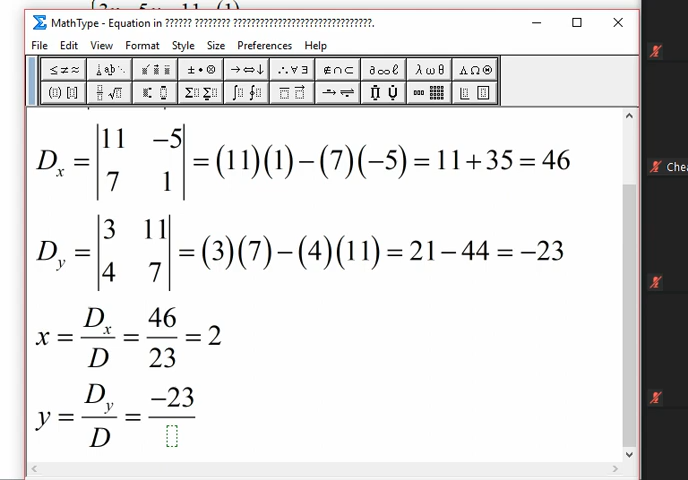 MathType - Equation in ?????? ???????? ???????????????????????????????.
File Edit View Format Style Size Preferences Help
D_x = |11 −5; 7 1| = (11)(1) − (7)(−5) = 11 + 35 = 46
D_y = |3 11; 4 7| = (3)(7) − (4)(11) = 21 − 44 = −23
x = D_x/D = 46/23 = 2
y = D_y/D = −23/